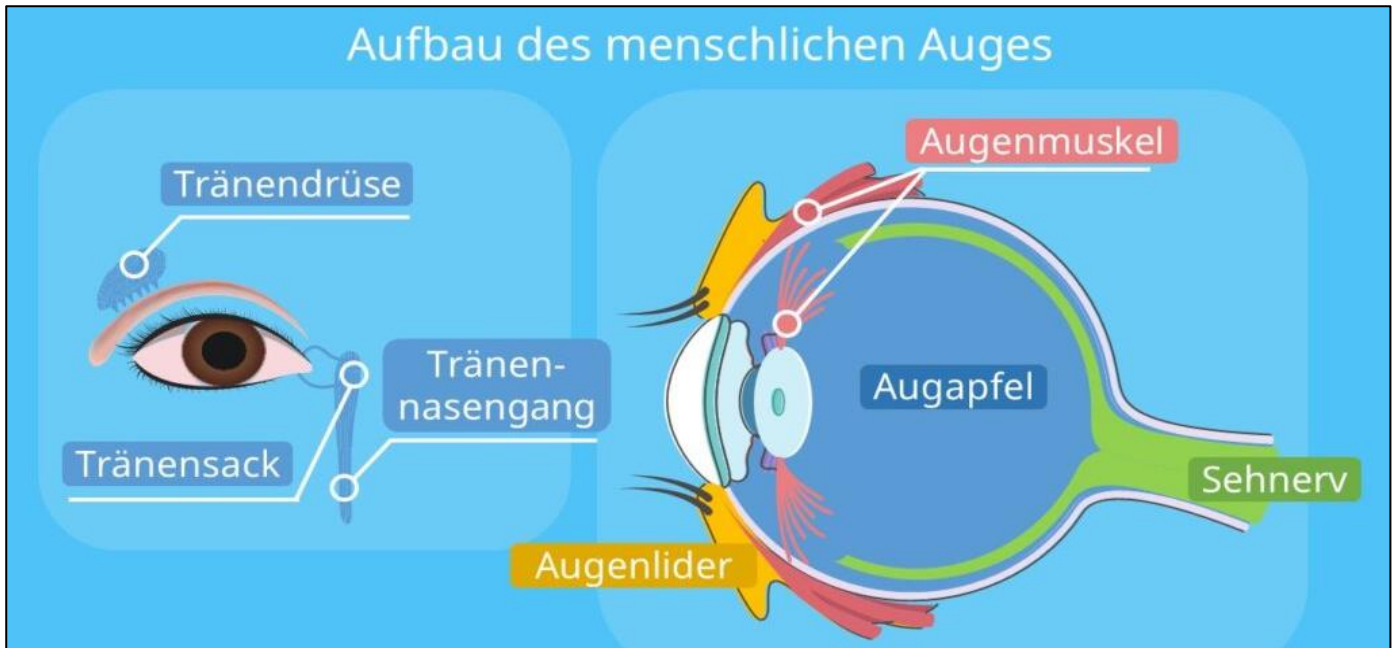 Aufbau des menschlichen Auges
Tränendrüse
Tränen-
nasengang
Tränensack
Augenmuskel
Augapfel
Sehnerv
Augenlider